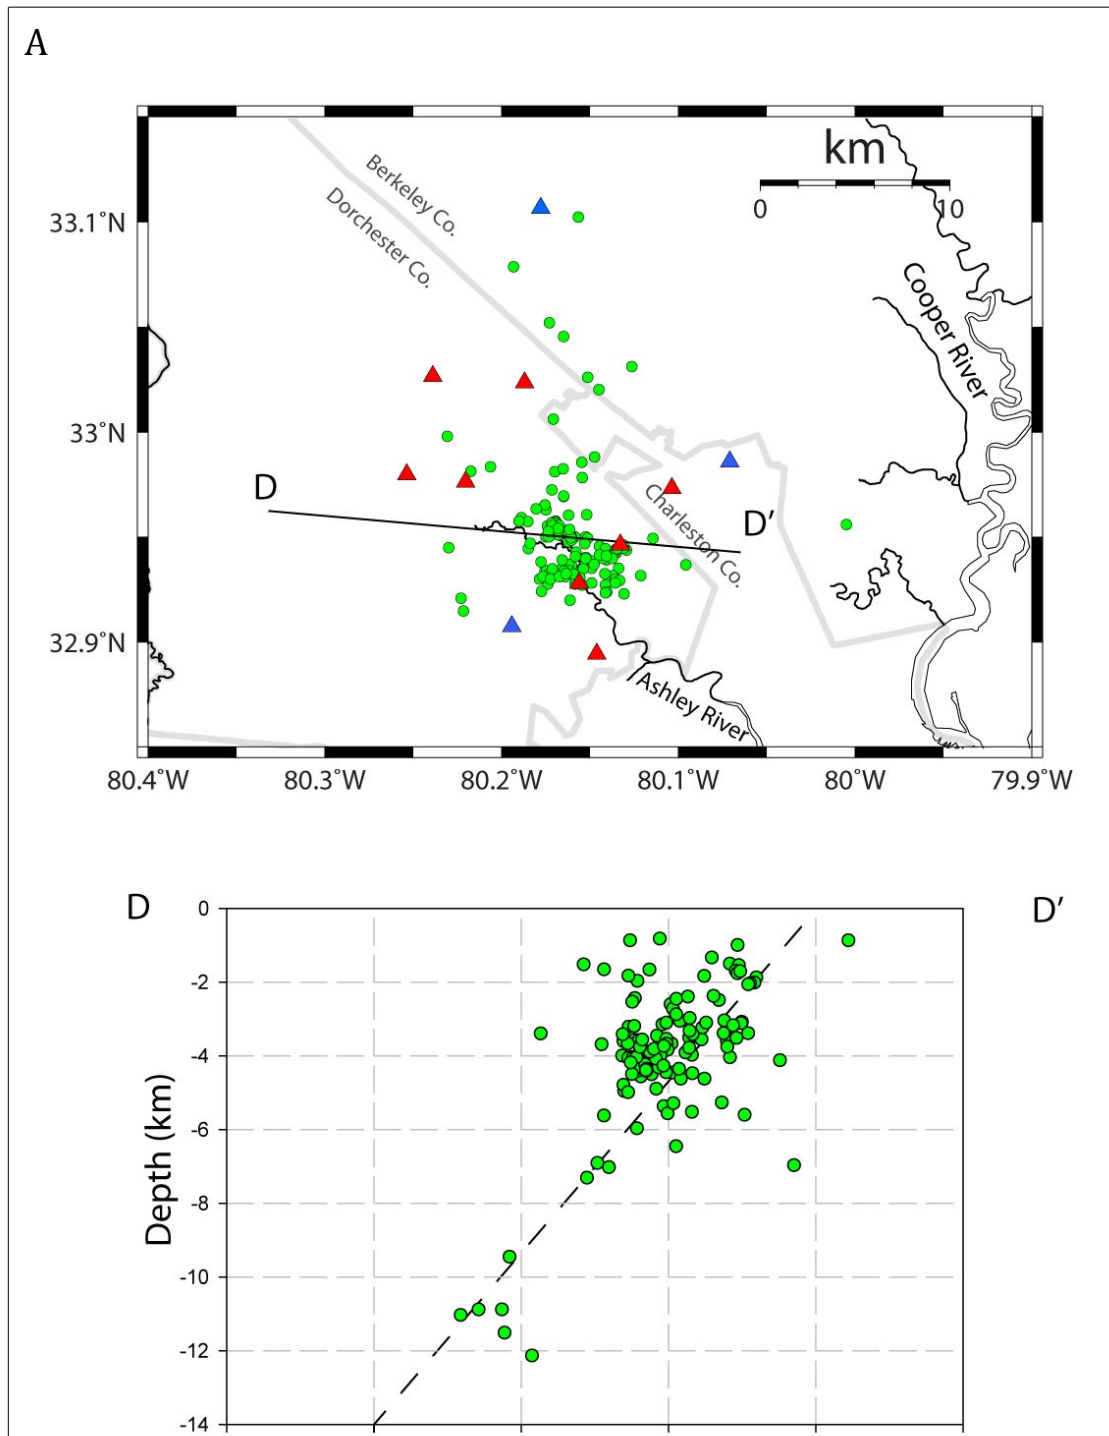 A
km
0 10
Berkeley Co.
Dorchester Co.
33.1°N
Cooper River
33°N
D
D′
Charleston Co.
32.9°N
Ashley River
80.4°W 80.3°W 80.2°W 80.1°W 80°W 79.9°W
D
D′
0
-2
-4
-6
-8
-10
-12
-14
Depth (km)